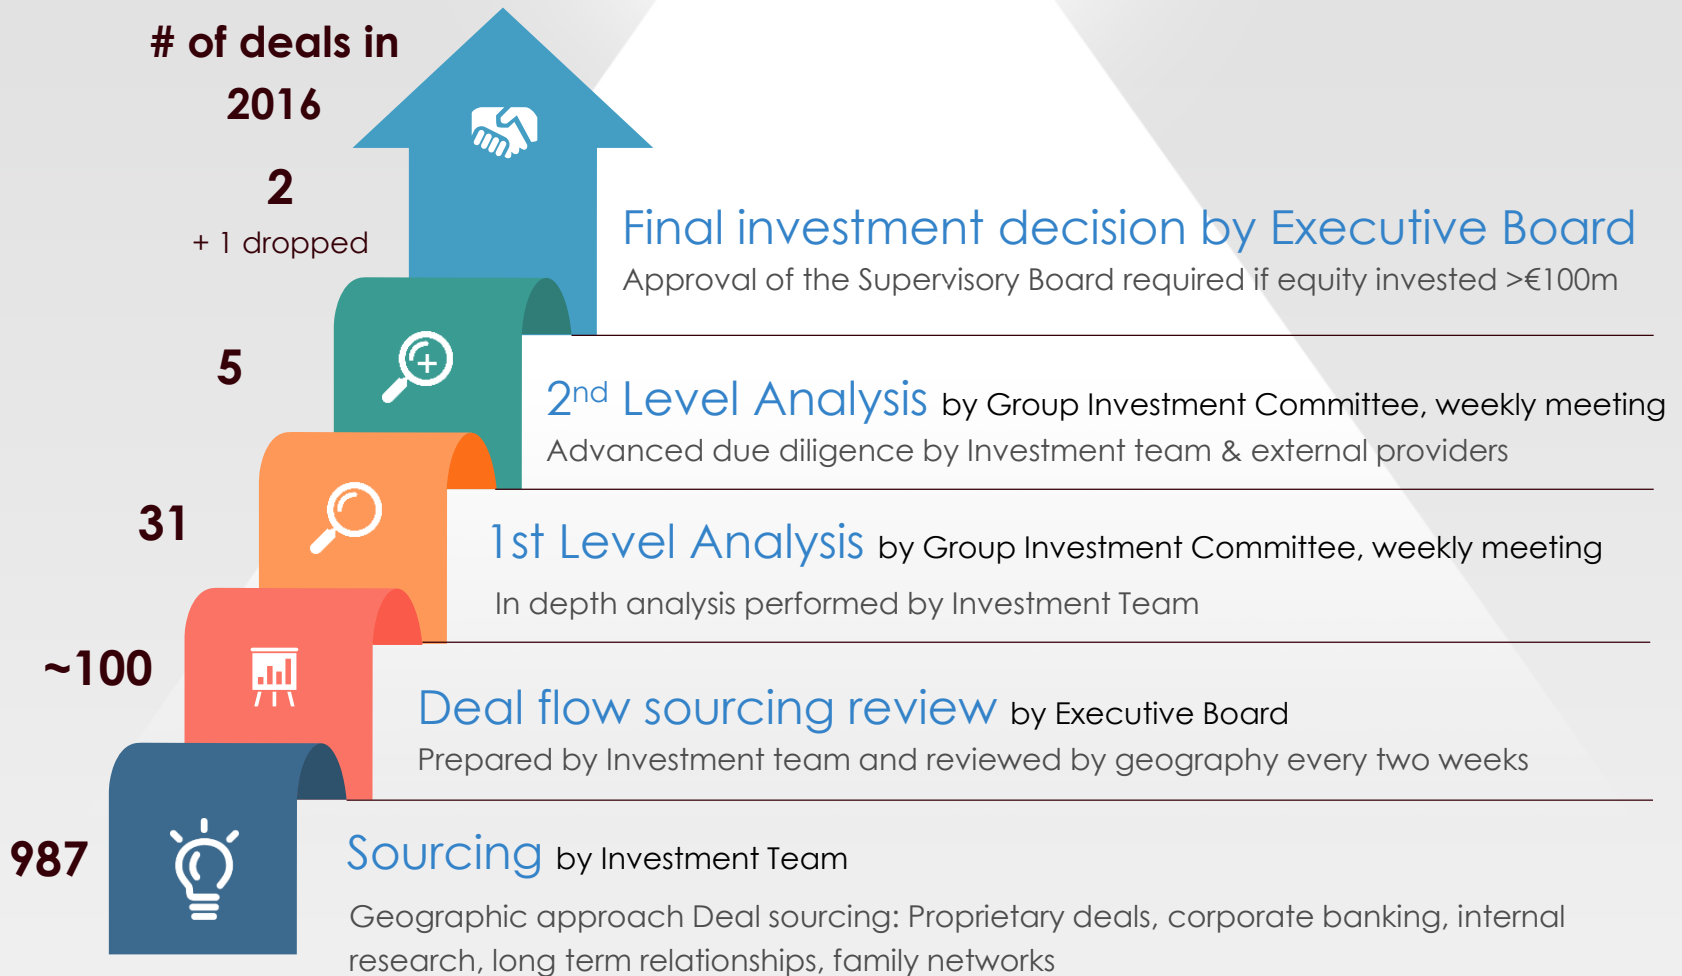 # of deals in
2016
2
+ 1 dropped
Final investment decision by Executive Board
Approval of the Supervisory Board required if equity invested >€100m
5
2nd Level Analysis by Group Investment Committee, weekly meeting
Advanced due diligence by Investment team & external providers
31
1st Level Analysis by Group Investment Committee, weekly meeting
In depth analysis performed by Investment Team
~100
Deal flow sourcing review by Executive Board
Prepared by Investment team and reviewed by geography every two weeks
987
Sourcing by Investment Team
Geographic approach Deal sourcing: Proprietary deals, corporate banking, internal
research, long term relationships, family networks